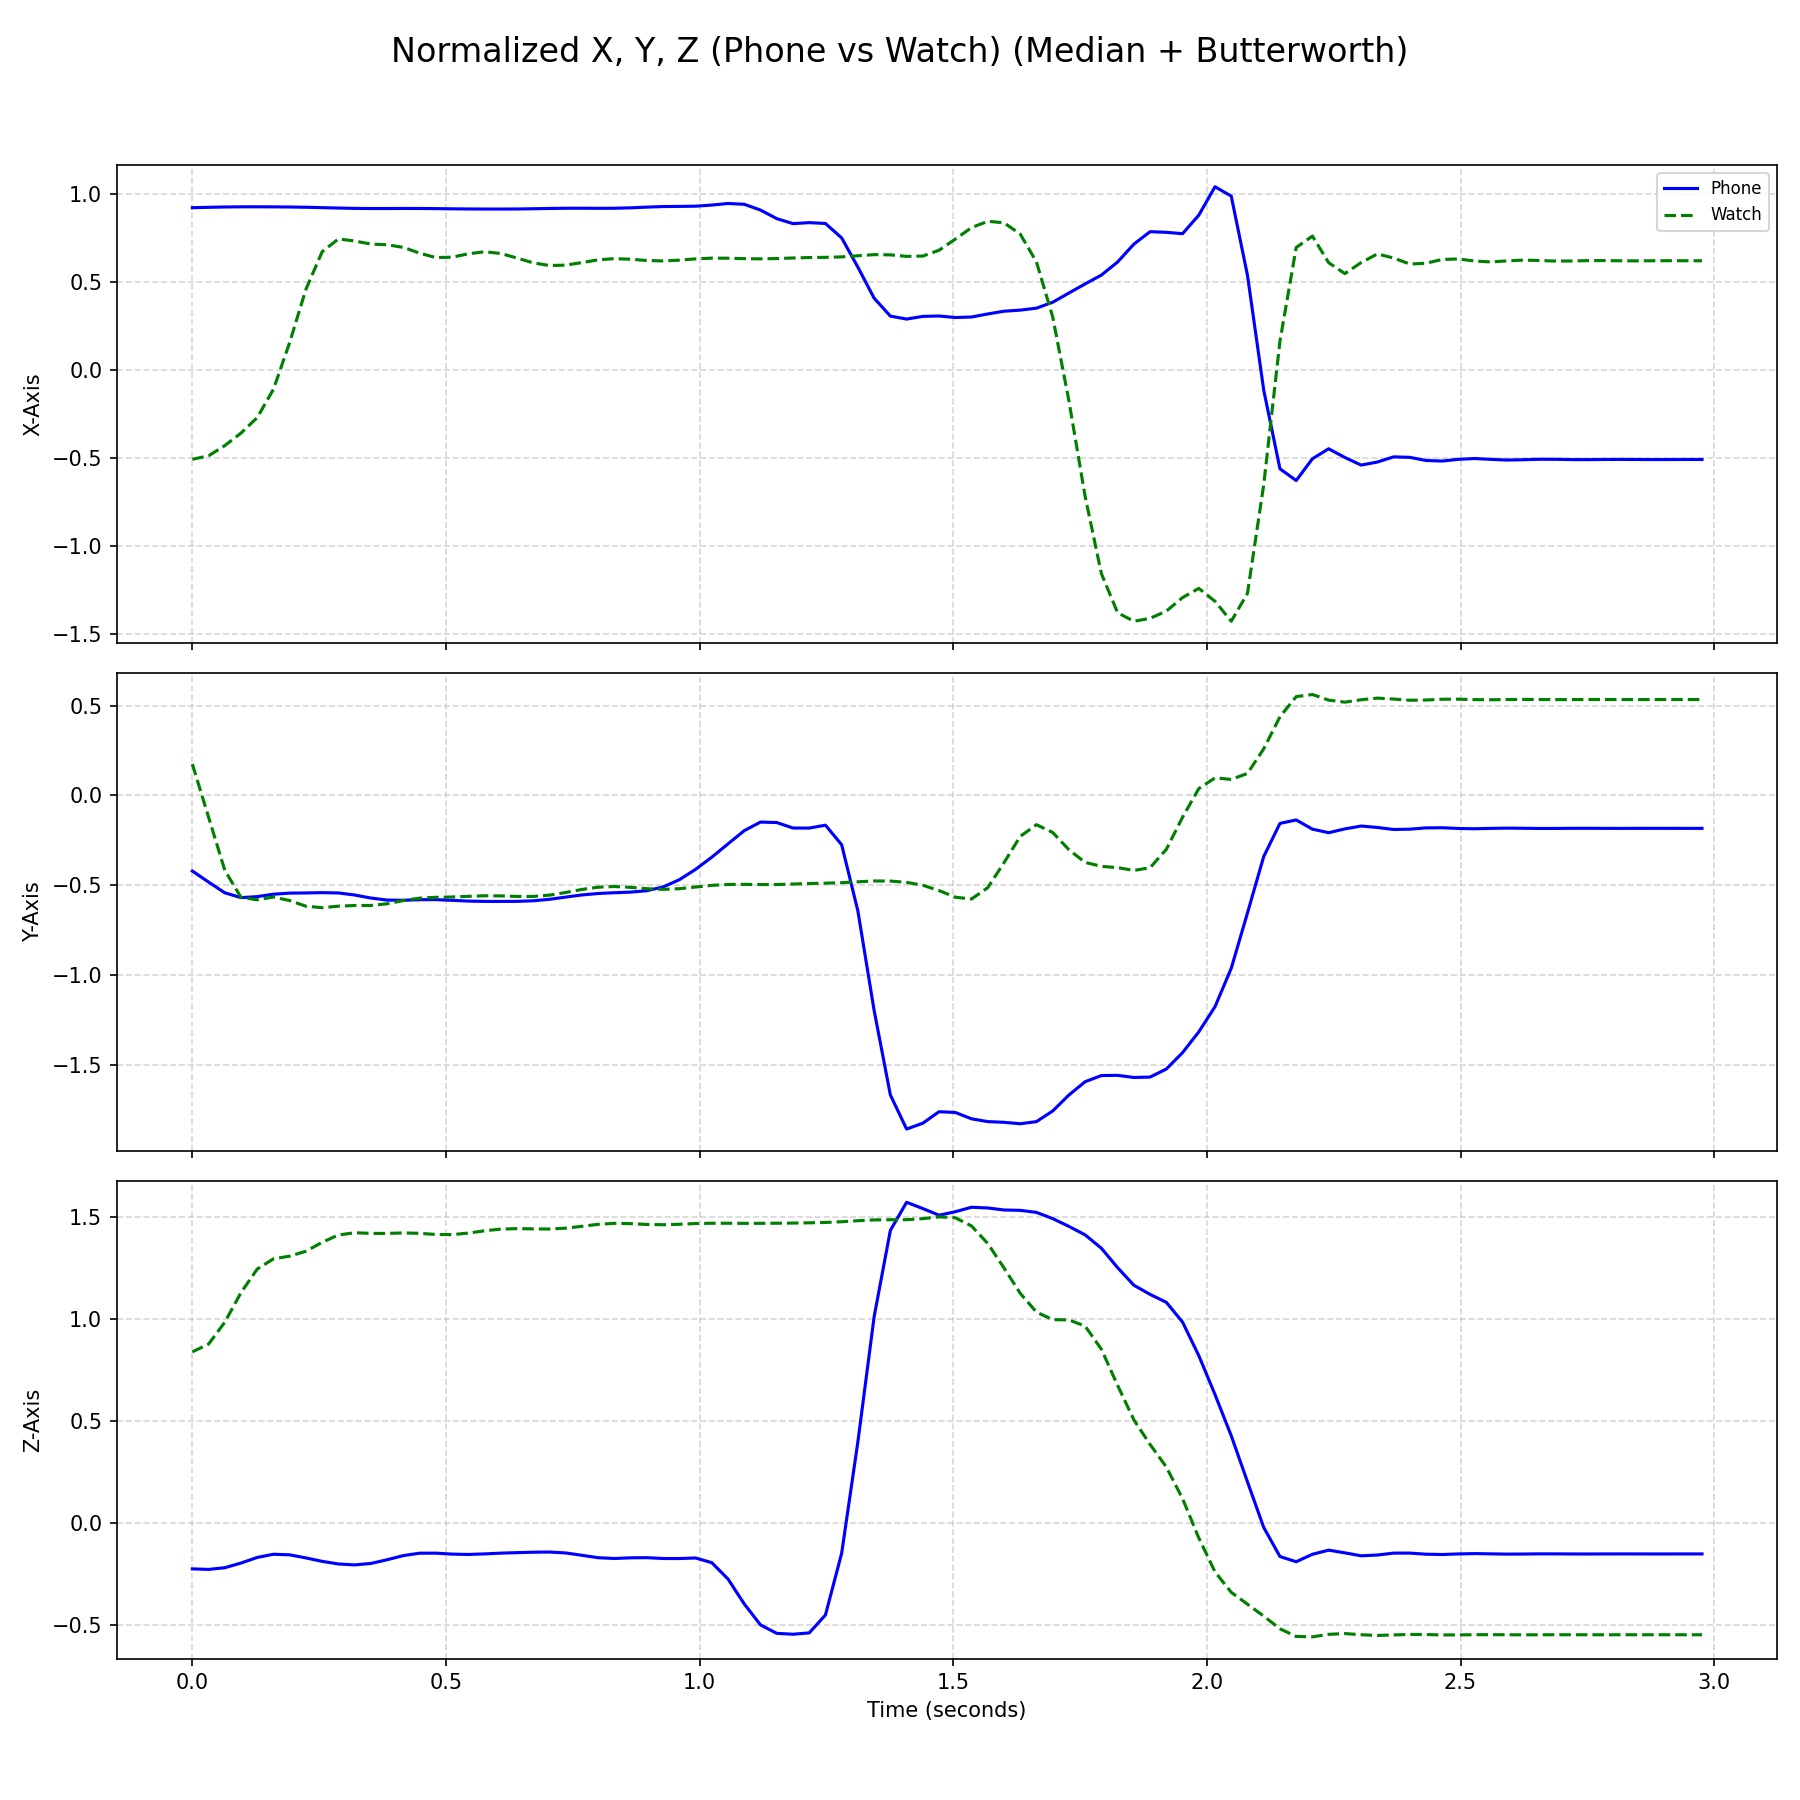 Normalized X, Y, Z (Phone vs Watch) (Median + Butterworth)
Phone
Watch
X-Axis
1.0
0.5
0.0
−0.5
−1.0
−1.5
Y-Axis
0.5
0.0
−0.5
−1.0
−1.5
Z-Axis
1.5
1.0
0.5
0.0
−0.5
0.0 0.5 1.0 1.5 2.0 2.5 3.0
Time (seconds)